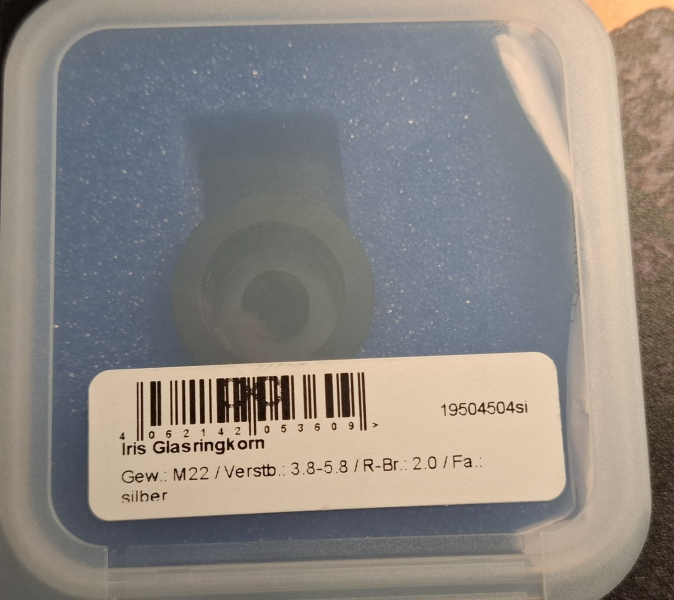 4 062142 053609 >
19504504si
Iris Glasringkorn
Gew.: M22 / Verstb.: 3.8-5.8 / R-Br.: 2.0 / Fa.:
silber